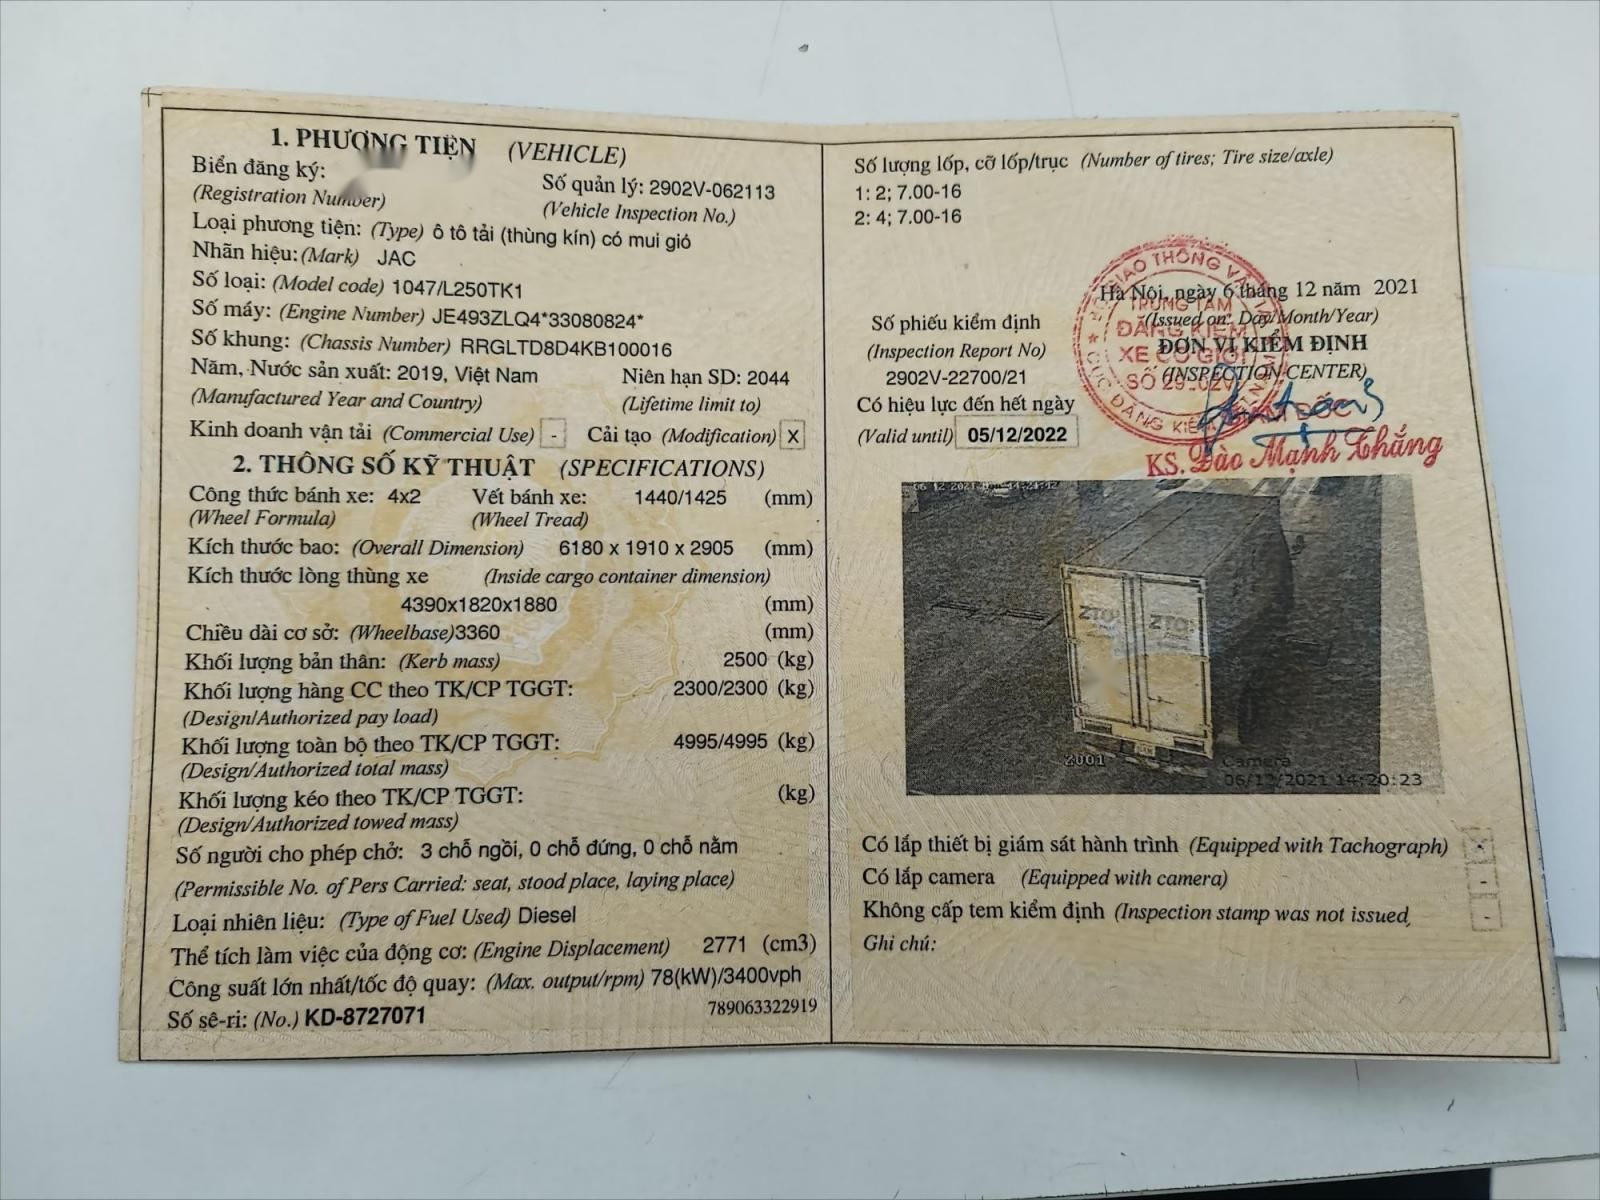 1. PHƯƠNG TIỆN (VEHICLE)
Biển đăng ký:
(Registration Number)
Số quản lý: 2902V-062113
(Vehicle Inspection No.)
Loại phương tiện: (Type) ô tô tải (thùng kín) có mui gió
Nhãn hiệu: (Mark) JAC
Số loại: (Model code) 1047/L250TK1
Số máy: (Engine Number) JE493ZLQ4*33080824*
Số khung: (Chassis Number) RRGLTD8D4KB100016
Năm, Nước sản xuất: 2019, Việt Nam Niên hạn SD: 2044
(Manufactured Year and Country) (Lifetime limit to)
Kinh doanh vận tải (Commercial Use) - Cải tạo (Modification) X
2. THÔNG SỐ KỸ THUẬT (SPECIFICATIONS)
Công thức bánh xe: 4x2 Vết bánh xe: 1440/1425 (mm)
(Wheel Formula) (Wheel Tread)
Kích thước bao: (Overall Dimension) 6180 x 1910 x 2905 (mm)
Kích thước lòng thùng xe (Inside cargo container dimension)
4390x1820x1880 (mm)
Chiều dài cơ sở: (Wheelbase)3360 (mm)
Khối lượng bản thân: (Kerb mass) 2500 (kg)
Khối lượng hàng CC theo TK/CP TGGT: 2300/2300 (kg)
(Design/Authorized pay load)
Khối lượng toàn bộ theo TK/CP TGGT: 4995/4995 (kg)
(Design/Authorized total mass)
Khối lượng kéo theo TK/CP TGGT: (kg)
(Design/Authorized towed mass)
Số người cho phép chở: 3 chỗ ngồi, 0 chỗ đứng, 0 chỗ nằm
(Permissible No. of Pers Carried: seat, stood place, laying place)
Loại nhiên liệu: (Type of Fuel Used) Diesel
Thể tích làm việc của động cơ: (Engine Displacement) 2771 (cm3)
Công suất lớn nhất/tốc độ quay: (Max. output/rpm) 78(kW)/3400vph
Số sê-ri: (No.) KD-8727071 789063322919
Số lượng lốp, cỡ lốp/trục (Number of tires; Tire size/axle)
1: 2; 7.00-16
2: 4; 7.00-16
Hà Nội, ngày 6 tháng 12 năm 2021
(Issued on: Day/Month/Year)
ĐƠN VỊ KIỂM ĐỊNH
(INSPECTION CENTER)
Số phiếu kiểm định
(Inspection Report No)
2902V-22700/21
Có hiệu lực đến hết ngày
(Valid until) 05/12/2022
TRUNG TÂM
ĐĂNG KIỂM
XE CƠ GIỚI
SỐ 29-02V
KS. Đào Mạnh Thắng
ZTO ZTO
2001
Camera
06/12/2021 14:20:23
Có lắp thiết bị giám sát hành trình (Equipped with Tachograph)
Có lắp camera (Equipped with camera) -
Không cấp tem kiểm định (Inspection stamp was not issued, -
Ghi chú: